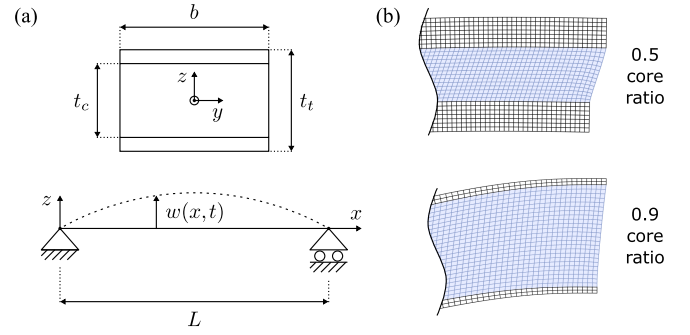 (a)
b
z
y
t_c
t_t
z
w(x,t)
x
L
(b)
0.5
core
ratio
0.9
core
ratio